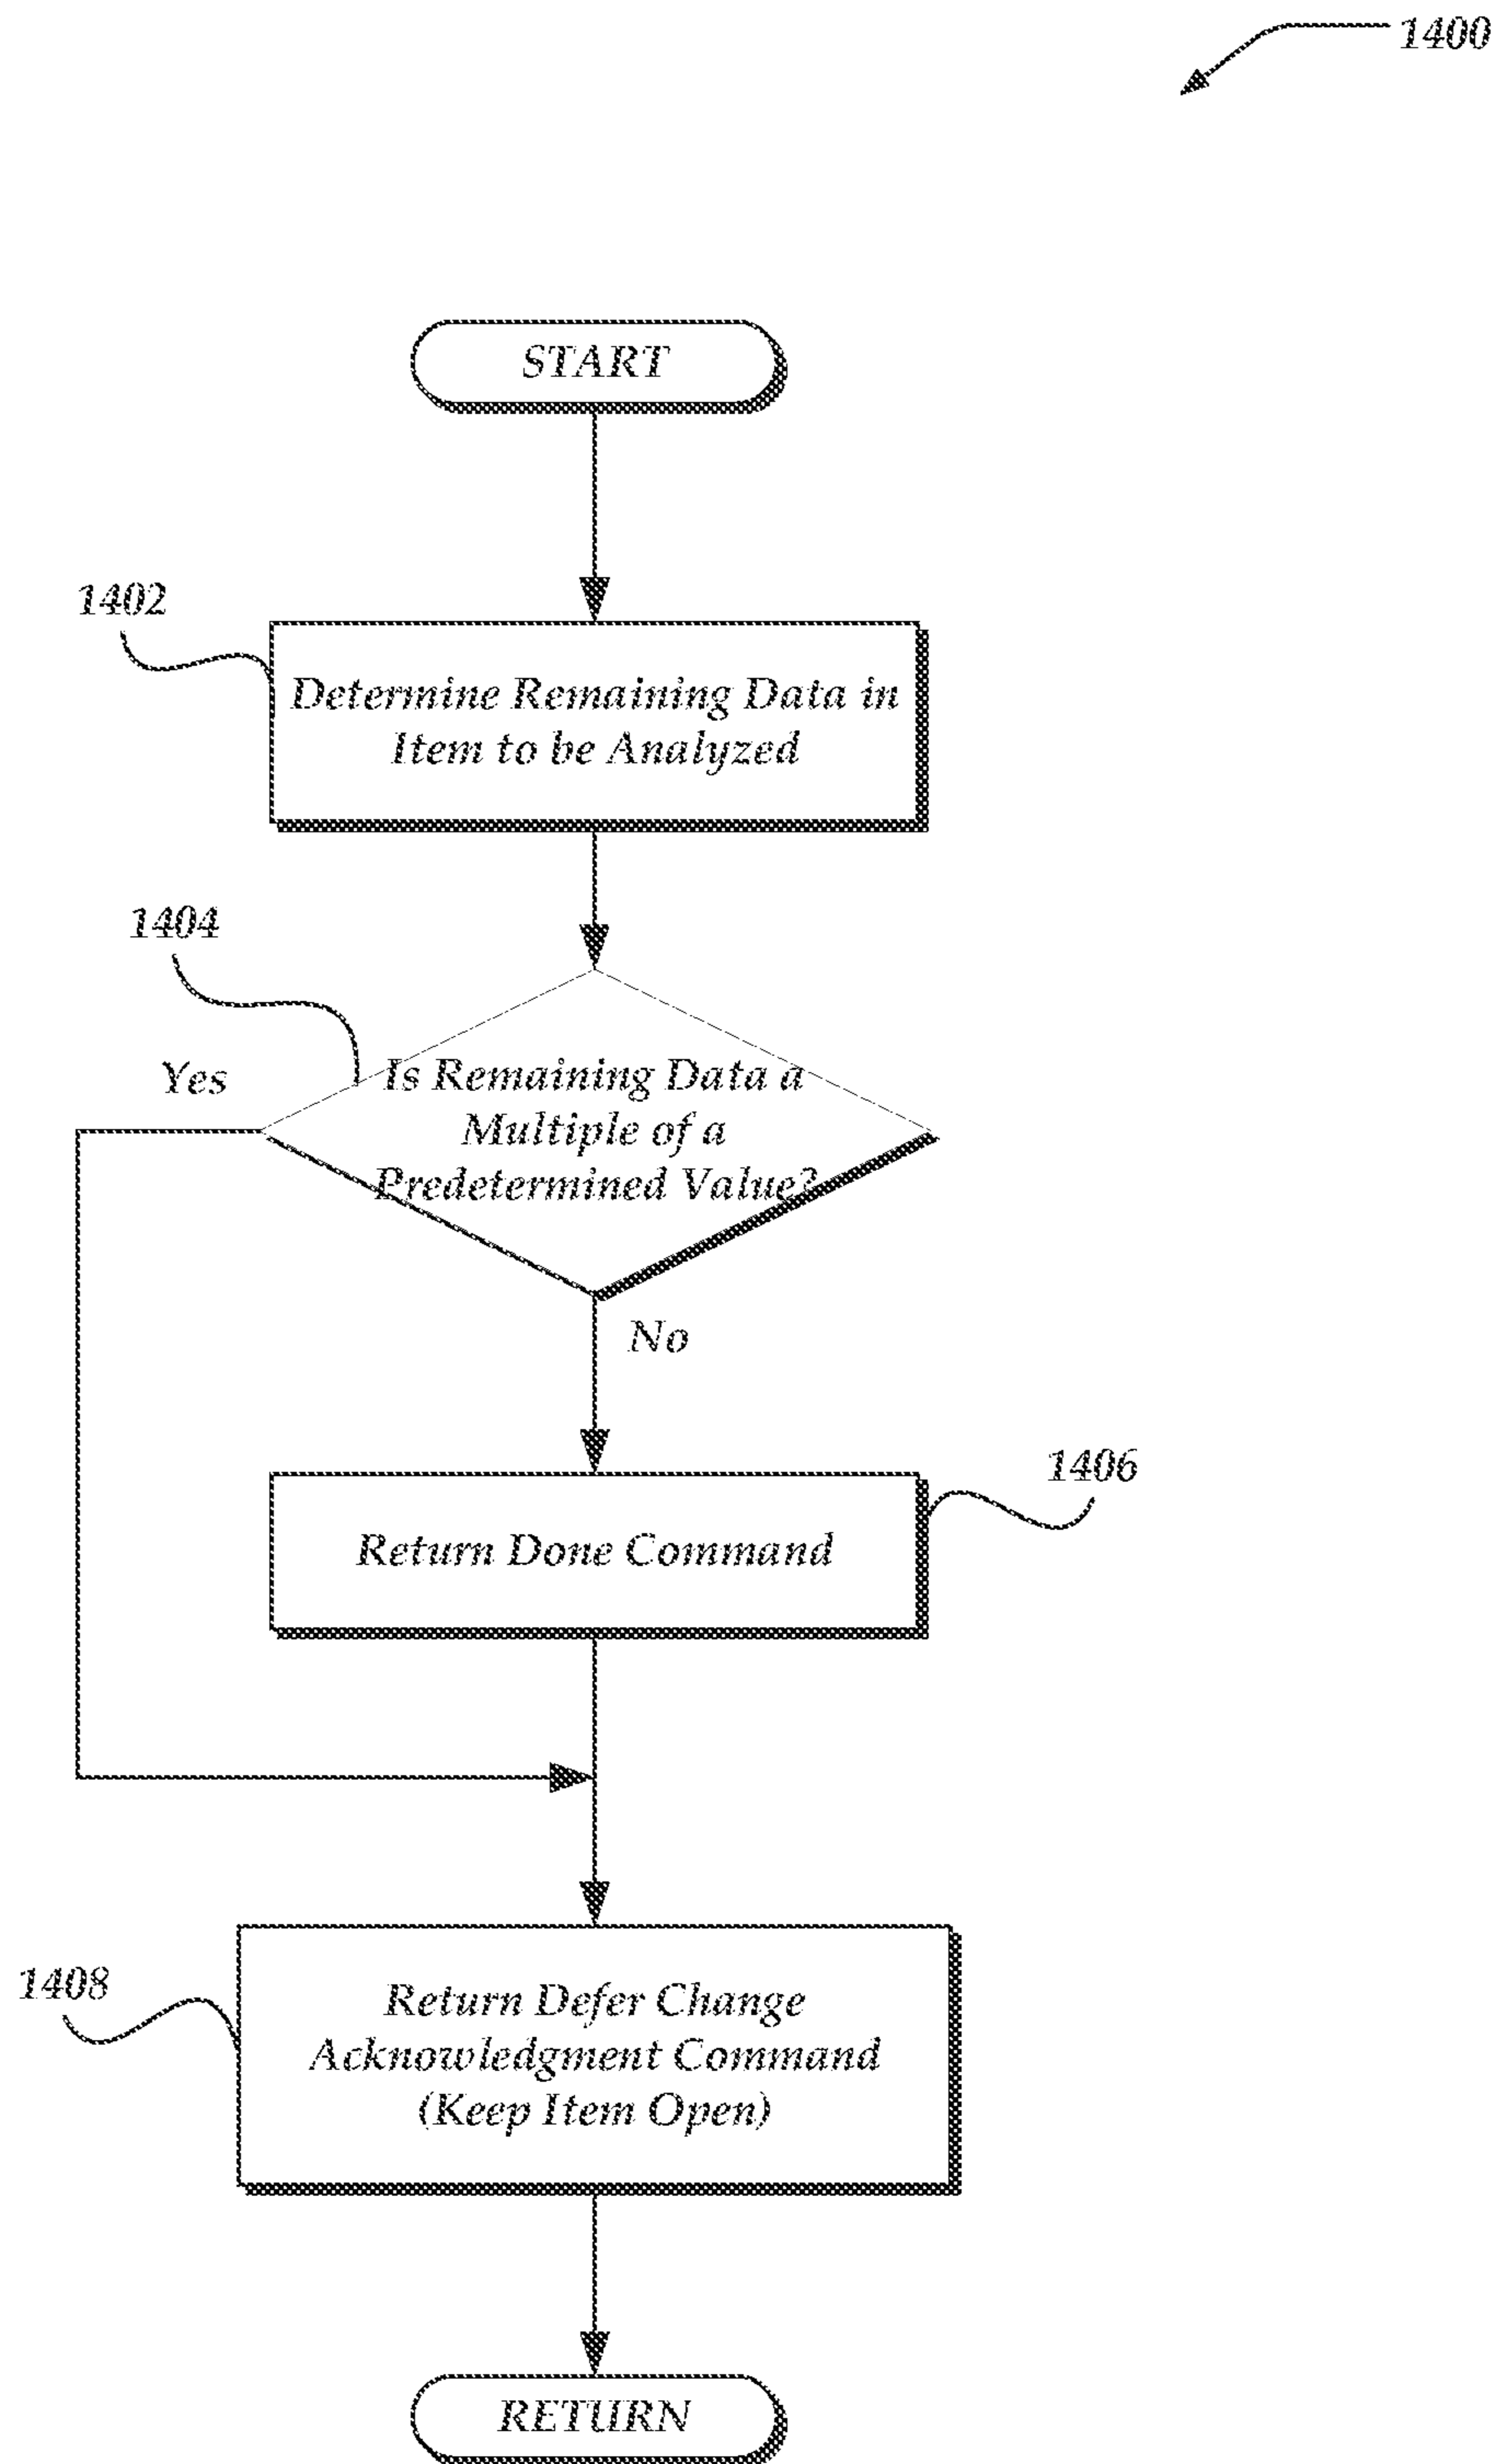 1400
START
1402
Determine Remaining Data in
Item to be Analyzed
1404
Yes
Is Remaining Data a
Multiple of a
Predetermined Value?
No
1406
Return Done Command
1408
Return Defer Change
Acknowledgment Command
(Keep Item Open)
RETURN